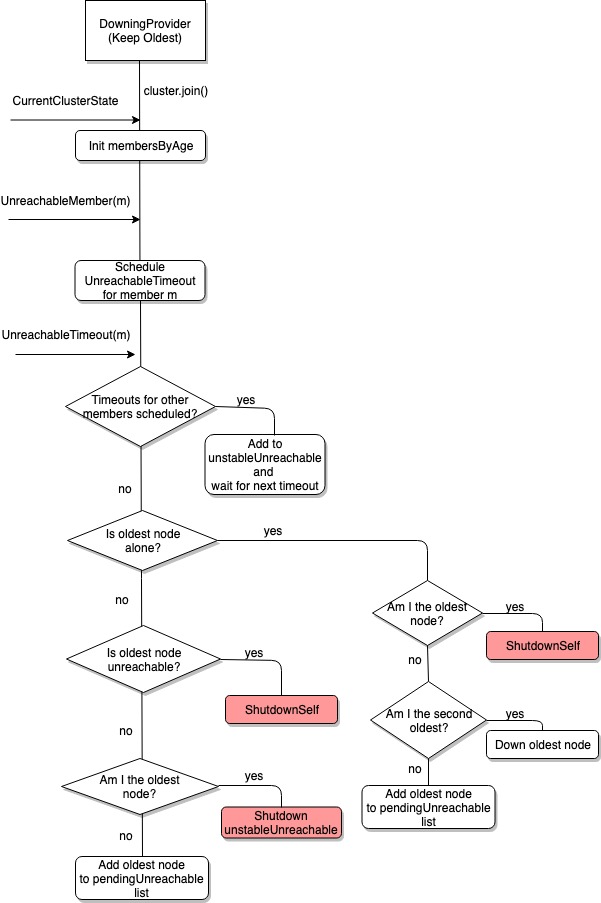 DowningProvider
(Keep Oldest)
cluster.join()
CurrentClusterState
Init membersByAge
UnreachableMember(m)
Schedule
UnreachableTimeout
for member m
UnreachableTimeout(m)
Timeouts for other
members scheduled?
yes
Add to
unstableUnreachable
and
wait for next timeout
no
Is oldest node
alone?
yes
no
Am I the oldest
node?
yes
ShutdownSelf
no
Is oldest node
unreachable?
yes
ShutdownSelf
no
Am I the second
oldest?
yes
Down oldest node
no
Add oldest node
to pendingUnreachable
list
Am I the oldest
node?
yes
Shutdown
unstableUnreachable
no
Add oldest node
to pendingUnreachable
list